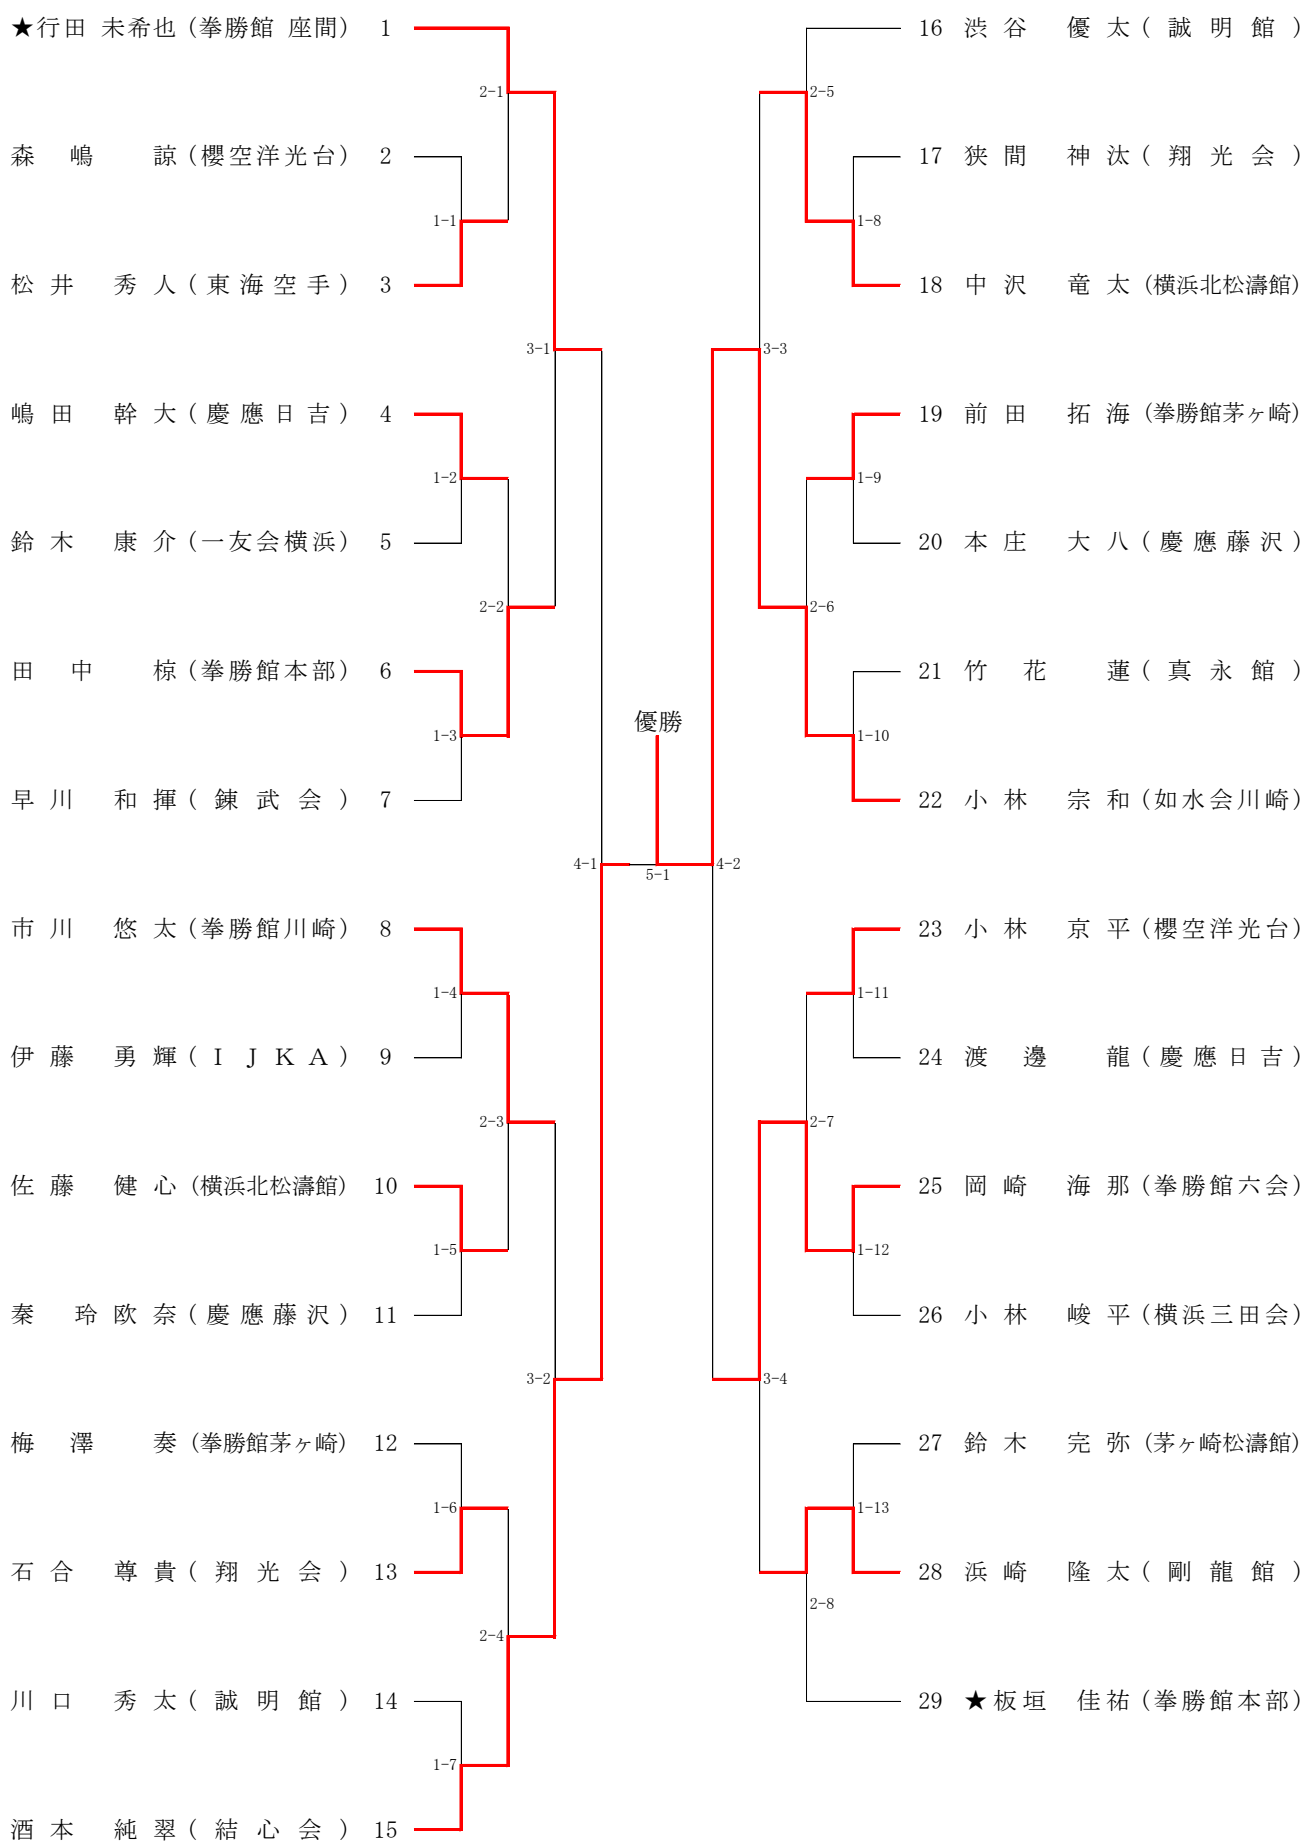 ★行田 未希也 (拳勝館 座間) 1
2-1
森嶋 諒 (櫻空洋光台) 2
1-1
松井 秀人 (東海空手) 3
3-1
嶋田 幹大 (慶應日吉) 4
1-2
鈴木 康介 (一友会横浜) 5
2-2
田中 椋 (拳勝館本部) 6
1-3
早川 和揮 (錬武会) 7
4-1
市川 悠太 (拳勝館川崎) 8
1-4
伊藤 勇輝 (IJKA) 9
2-3
佐藤 健心 (横浜北松濤館) 10
1-5
秦 玲欧奈 (慶應藤沢) 11
3-2
梅澤 奏 (拳勝館茅ヶ崎) 12
1-6
石合 尊貴 (翔光会) 13
2-4
川口 秀太 (誠明館) 14
1-7
酒本 純翠 (結心会) 15
優勝
5-1
16 渋谷 優太 (誠明館)
2-5
17 狭間 神汰 (翔光会)
1-8
18 中沢 竜太 (横浜北松濤館)
3-3
19 前田 拓海 (拳勝館茅ヶ崎)
1-9
20 本庄 大八 (慶應藤沢)
2-6
21 竹花 蓮 (真永館)
1-10
22 小林 宗和 (如水会川崎)
4-2
23 小林 京平 (櫻空洋光台)
1-11
24 渡邊 龍 (慶應日吉)
2-7
25 岡崎 海那 (拳勝館六会)
1-12
26 小林 峻平 (横浜三田会)
3-4
27 鈴木 完弥 (茅ヶ崎松濤館)
1-13
28 浜崎 隆太 (剛龍館)
2-8
29 ★板垣 佳祐 (拳勝館本部)